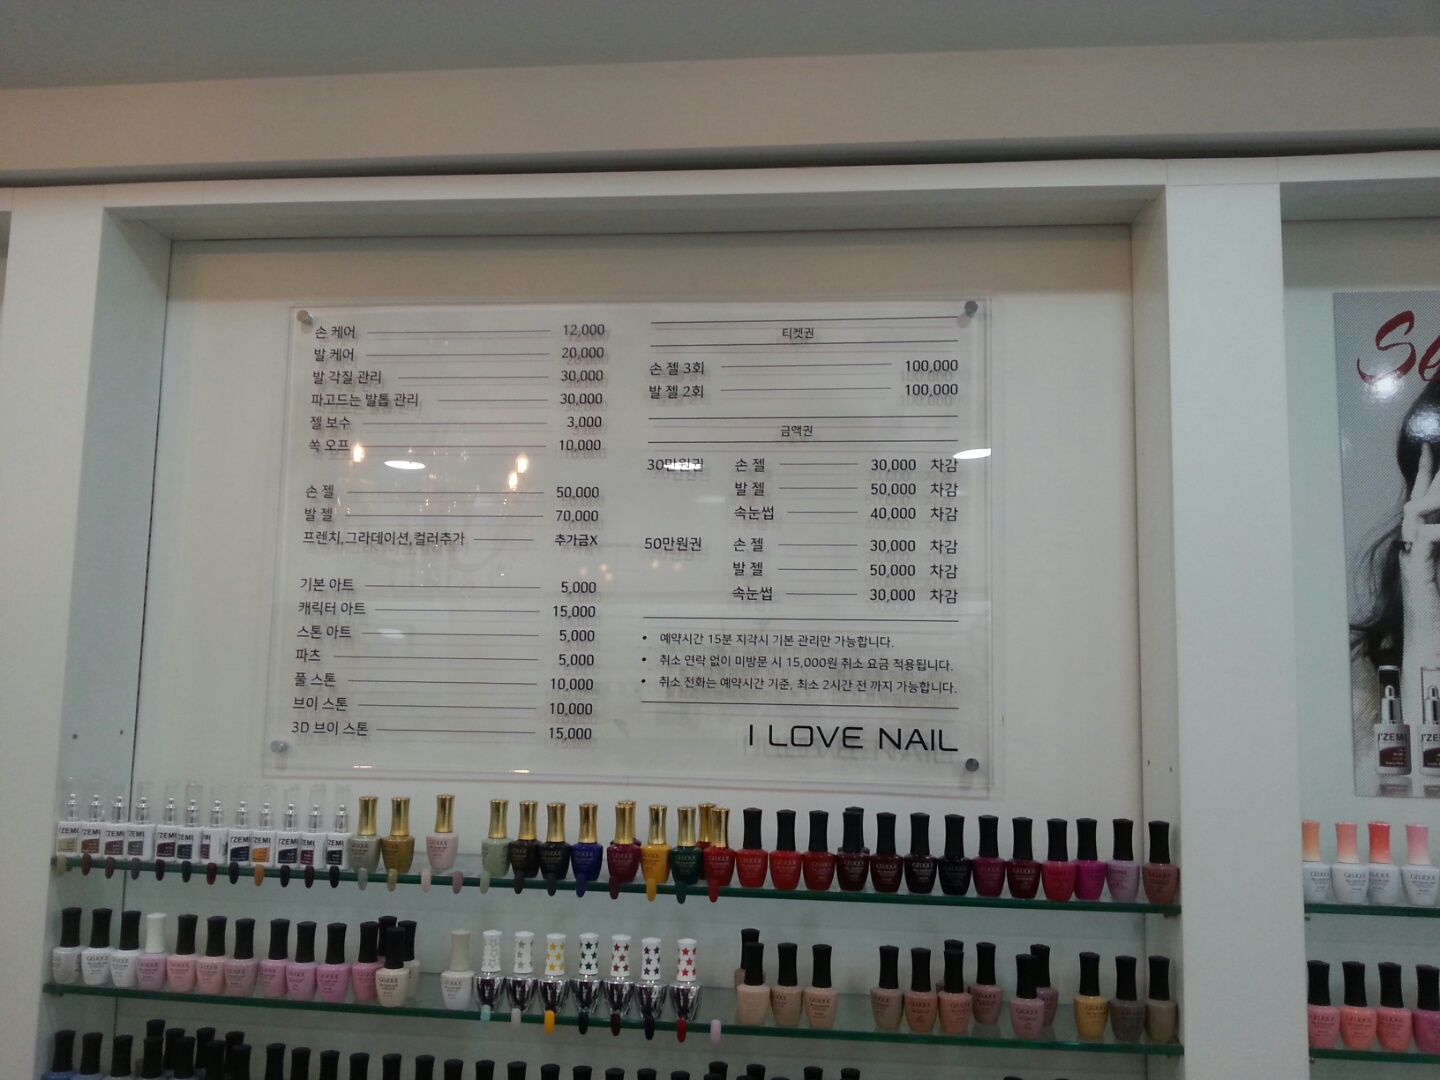 손 케어 12,000
발 케어 20,000
발 각질 관리 30,000
파고드는 발톱 관리 30,000
젤 보수 3,000
쏙 오프 10,000
손 젤 50,000
발 젤 70,000
프렌치,그라데이션,컬러추가 추가금X
기본 아트 5,000
캐릭터 아트 15,000
스톤 아트 5,000
파츠 5,000
풀 스톤 10,000
브이 스톤 10,000
3D 브이 스톤 15,000
티켓권
손 젤 3회 100,000
발 젤 2회 100,000
금액권
30만원권 손 젤 30,000 차감
발 젤 50,000 차감
속눈썹 40,000 차감
50만원권 손 젤 30,000 차감
발 젤 50,000 차감
속눈썹 30,000 차감
• 예약시간 15분 지각시 기본 관리만 가능합니다.
• 취소 연락 없이 미방문 시 15,000원 취소 요금 적용됩니다.
• 취소 전화는 예약시간 기준, 최소 2시간 전 까지 가능합니다.
I LOVE NAIL